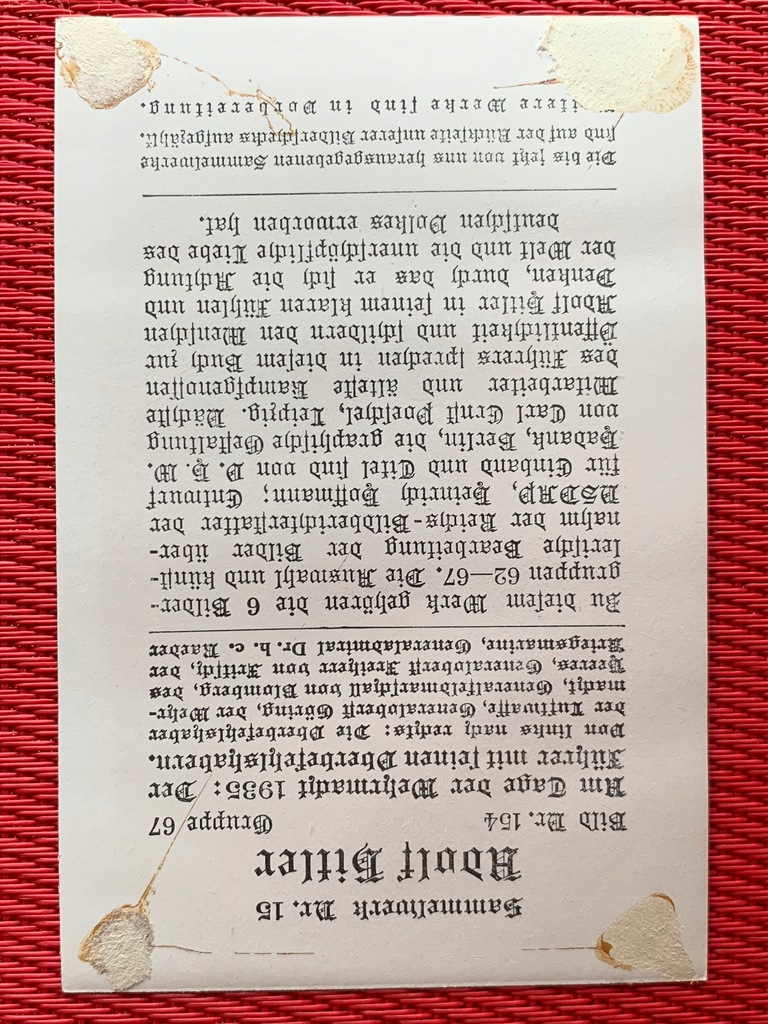 Sammelwerk Nr. 15
Adolf Hitler
Bild Nr. 154 Gruppe 67
Am Tage der Wehrmacht 1935: Der
Führer mit seinen Oberbefehlshabern.
Von links nach rechts: Die Oberbefehlshaber
der Luftwaffe, Generaloberst Göring, der Wehr-
macht, Generalfeldmarschall von Blomberg, des
Heeres, Generaloberst Freiherr von Fritsch, der
Kriegsmarine, Generaladmiral Dr. h. c. Raeder
Zu diesem Werk gehören die 6 Bilder-
gruppen 62—67. Die Auswahl und künst-
lerische Bearbeitung der Bilder über-
nahm der Reichs-Bildberichterstatter der
NSDAP, Heinrich Hoffmann; Entwurf
für Einband und Titel sind von O. H. W.
Hadank, Berlin, die graphische Gestaltung
von Carl Ernst Poeschel, Leipzig. Nächste
Mitarbeiter und älteste Kampfgenossen
des Führers sprechen in diesem Buch zur
Öffentlichkeit und schildern den Menschen
Adolf Hitler in seinem klaren Fühlen und
Denken, durch das er sich die Achtung
der Welt und die unerschöpfliche Liebe des
deutschen Volkes erworben hat.
Die bis jetzt von uns herausgegebenen Sammelwerke
sind auf der Rückseite unserer Bilderschecks aufgezählt.
Weitere Werke sind in Vorbereitung.